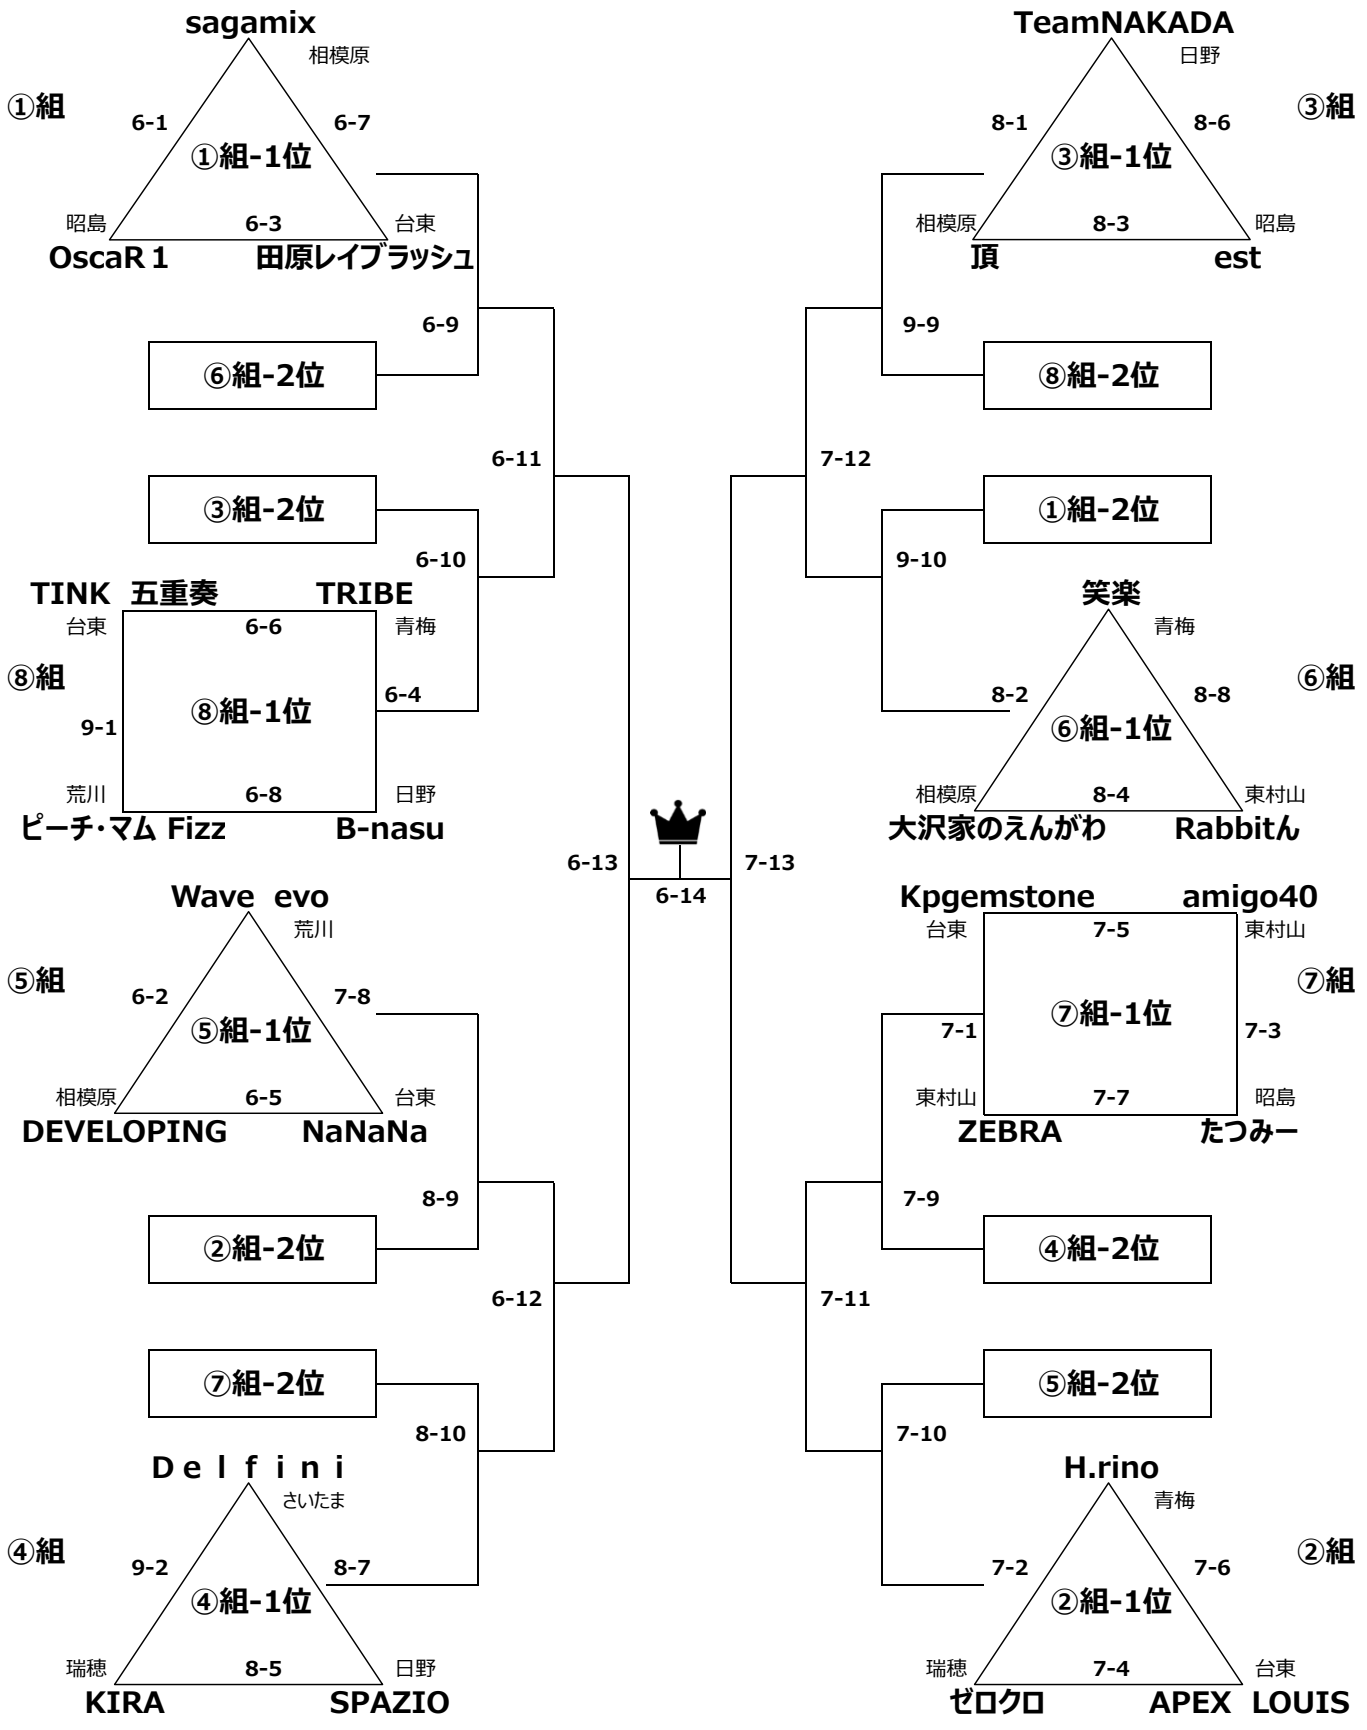 sagamix
相模原
①組
6-1
6-7
①組-1位
昭島
6-3
台東
OscaR 1
田原レイブラッシュ
6-9
⑥組-2位
6-11
③組-2位
6-10
TINK 五重奏
TRIBE
台東
6-6
青梅
⑧組
⑧組-1位
6-4
9-1
荒川
6-8
日野
ピーチ・マム Fizz
B-nasu
6-13
Wave evo
荒川
⑤組
6-2
7-8
⑤組-1位
相模原
6-5
台東
DEVELOPING
NaNaNa
8-9
②組-2位
6-12
⑦組-2位
8-10
Ｄｅｌｆｉｎｉ
さいたま
④組
9-2
8-7
④組-1位
瑞穂
8-5
日野
KIRA
SPAZIO
6-14
TeamNAKADA
日野
③組
8-1
8-6
③組-1位
相模原
8-3
昭島
頂
est
9-9
⑧組-2位
7-12
①組-2位
9-10
笑楽
青梅
⑥組
8-2
8-8
⑥組-1位
相模原
8-4
東村山
大沢家のえんがわ
Rabbitん
7-13
Kpgemstone
amigo40
台東
7-5
東村山
⑦組
⑦組-1位
7-1
7-3
東村山
7-7
昭島
ZEBRA
たつみー
7-9
④組-2位
7-11
⑤組-2位
7-10
H.rino
青梅
②組
7-2
7-6
②組-1位
瑞穂
7-4
台東
ゼロクロ
APEX LOUIS